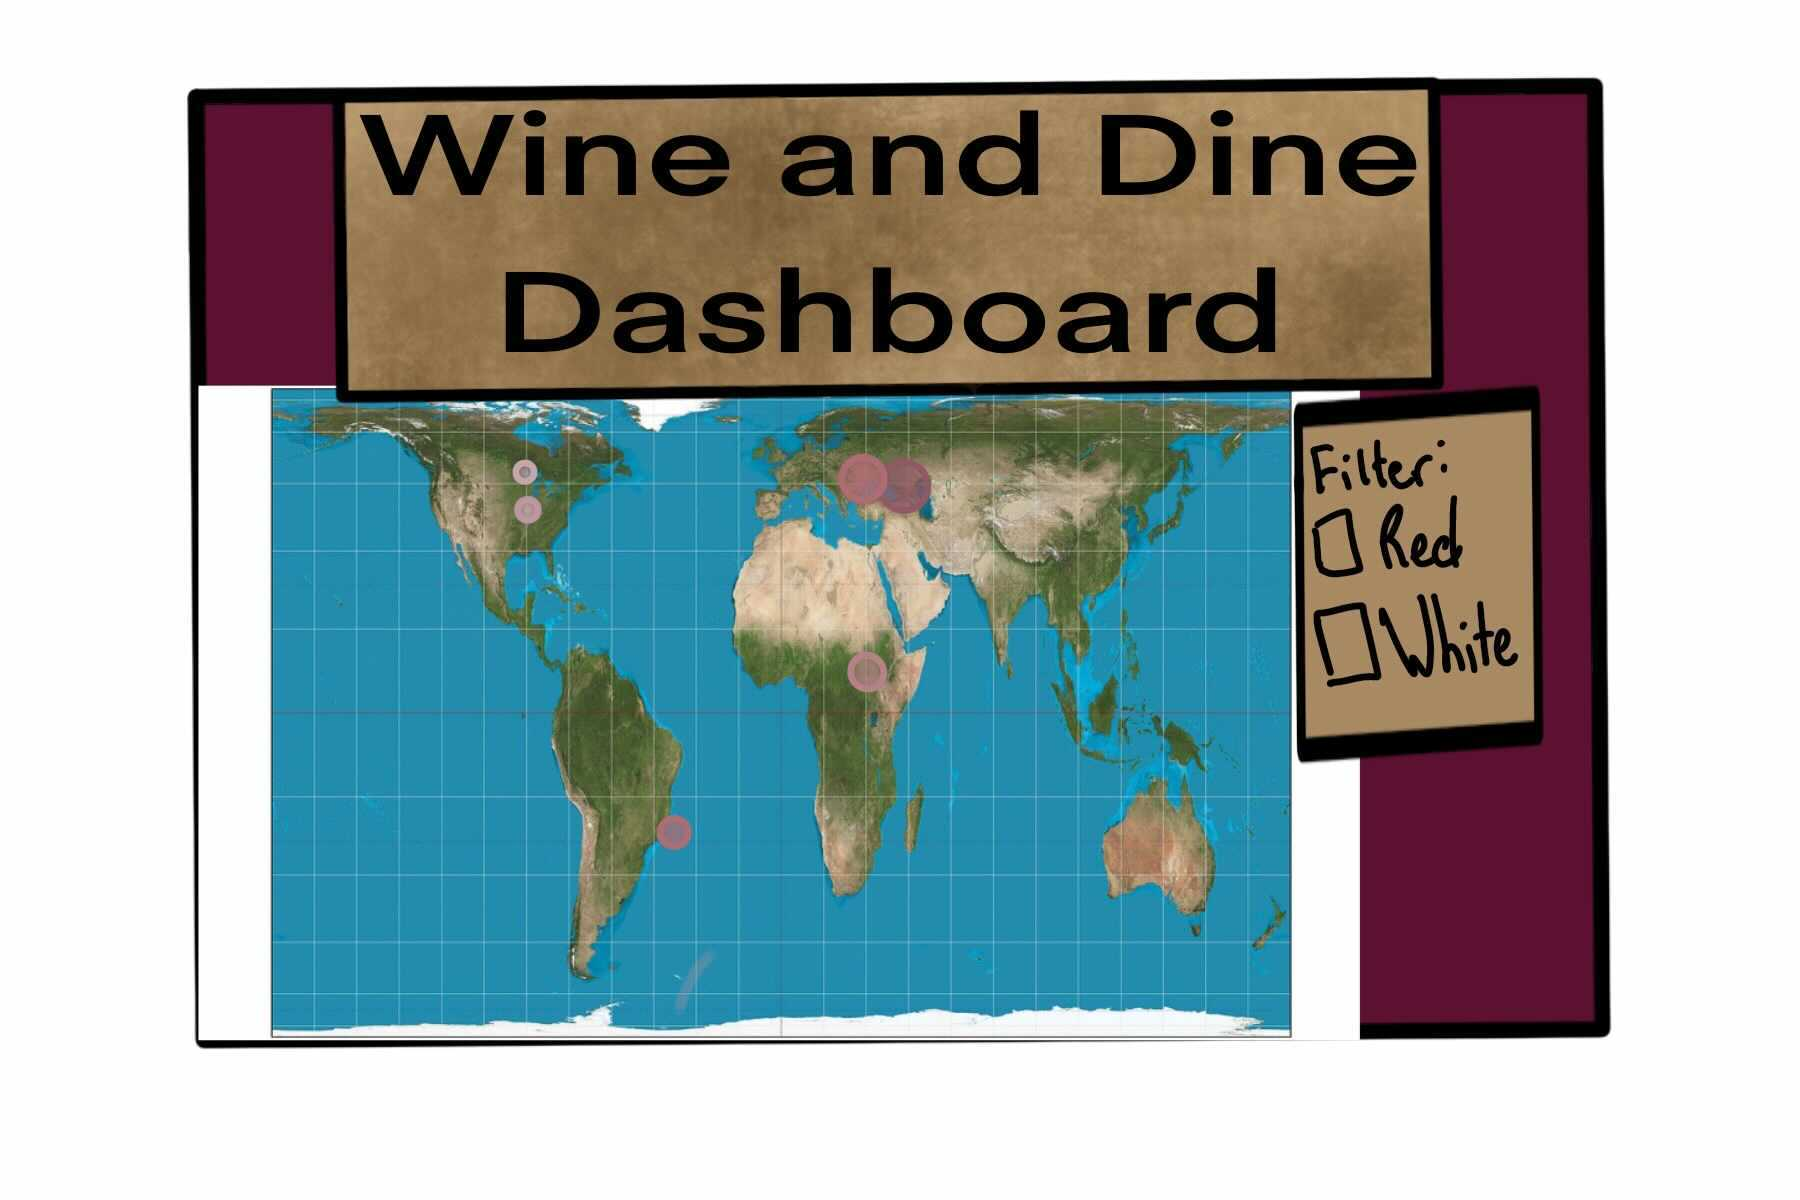 Wine and Dine
Dashboard
Filter:
Red
White